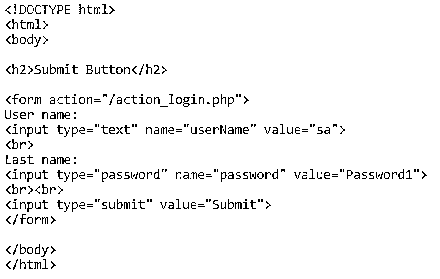 <!DOCTYPE html>
<html>
<body>
<h2>Submit Button</h2>
<form action="/action_login.php">
User name:
<input type="text" name="userName" value="sa">
<br>
Last name:
<input type="password" name="password" value="Password1">
<br><br>
<input type="submit" value="Submit">
</form>
</body>
</html>